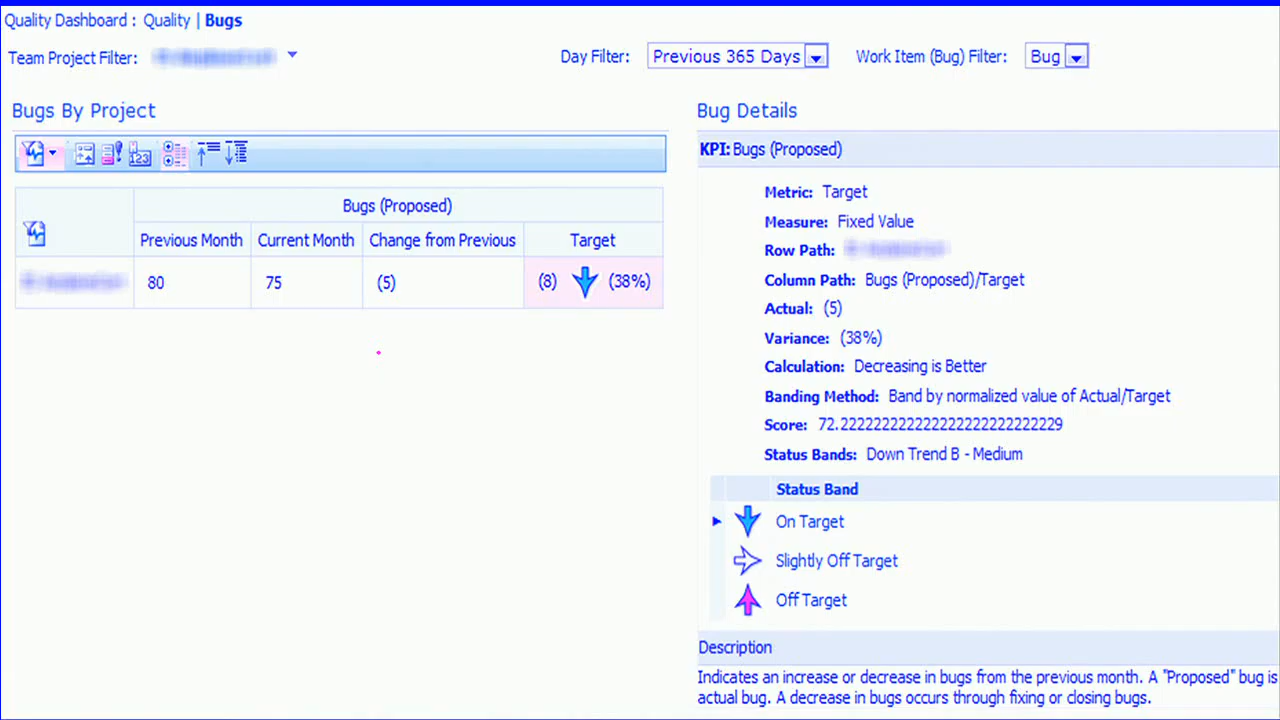 Quality Dashboard : Quality | Bugs
Team Project Filter:
Day Filter: Previous 365 Days Work Item (Bug) Filter: Bug
Bugs By Project
123
Bugs (Proposed)
Previous Month Current Month Change from Previous Target
80 75 (5) (8) (38%)
Bug Details
KPI: Bugs (Proposed)
Metric: Target
Measure: Fixed Value
Row Path:
Column Path: Bugs (Proposed)/Target
Actual: (5)
Variance: (38%)
Calculation: Decreasing is Better
Banding Method: Band by normalized value of Actual/Target
Score: 72.222222222222222222222222229
Status Bands: Down Trend B - Medium
Status Band
On Target
Slightly Off Target
Off Target
Description
Indicates an increase or decrease in bugs from the previous month. A "Proposed" bug is
actual bug. A decrease in bugs occurs through fixing or closing bugs.